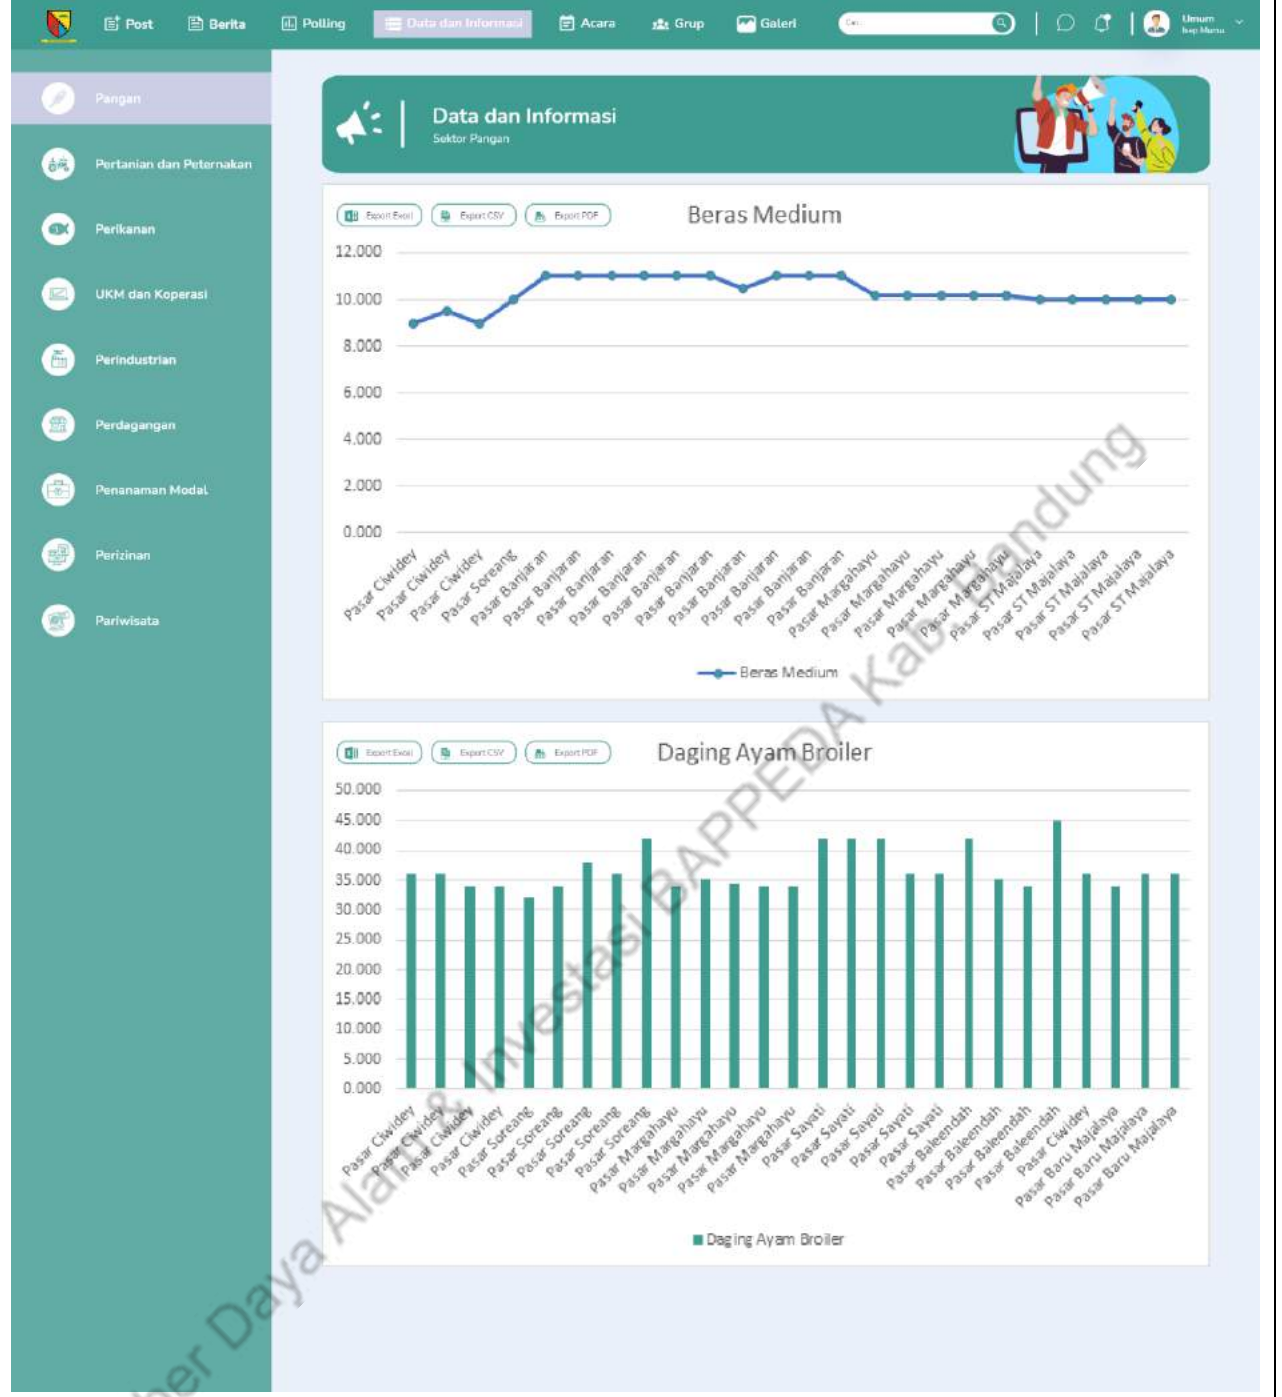 Post Berita Polling Data dan Informasi Acara Grup Galeri Cari... Umum
Pangan
Pertanian dan Peternakan
Perikanan
UKM dan Koperasi
Perindustrian
Perdagangan
Penanaman Modal
Perizinan
Pariwisata
Data dan Informasi
Sektor Pangan
Export Excel Export CSV Export PDF
Beras Medium
12.000
10.000
8.000
6.000
4.000
2.000
0.000
Pasar Ciwidey
Pasar Ciwidey
Pasar Ciwidey
Pasar Soreang
Pasar Banjaran
Pasar Banjaran
Pasar Banjaran
Pasar Banjaran
Pasar Banjaran
Pasar Banjaran
Pasar Banjaran
Pasar Banjaran
Pasar Banjaran
Pasar Banjaran
Pasar Margahayu
Pasar Margahayu
Pasar Margahayu
Pasar Margahayu
Pasar Margahayu
Pasar ST Majalaya
Pasar ST Majalaya
Pasar ST Majalaya
Pasar ST Majalaya
Pasar ST Majalaya
Beras Medium
Export Excel Export CSV Export PDF
Daging Ayam Broiler
50.000
45.000
40.000
35.000
30.000
25.000
20.000
15.000
10.000
5.000
0.000
Pasar Ciwidey
Pasar Ciwidey
Pasar Ciwidey
Pasar Ciwidey
Pasar Soreang
Pasar Soreang
Pasar Soreang
Pasar Soreang
Pasar Soreang
Pasar Margahayu
Pasar Margahayu
Pasar Margahayu
Pasar Margahayu
Pasar Margahayu
Pasar Sayati
Pasar Sayati
Pasar Sayati
Pasar Sayati
Pasar Sayati
Pasar Baleendah
Pasar Baleendah
Pasar Baleendah
Pasar Baleendah
Pasar Ciwidey
Pasar Baru Majalaya
Pasar Baru Majalaya
Pasar Baru Majalaya
Daging Ayam Broiler
ber Daya Alam & Investasi BAPPEDA Kab. Bandung